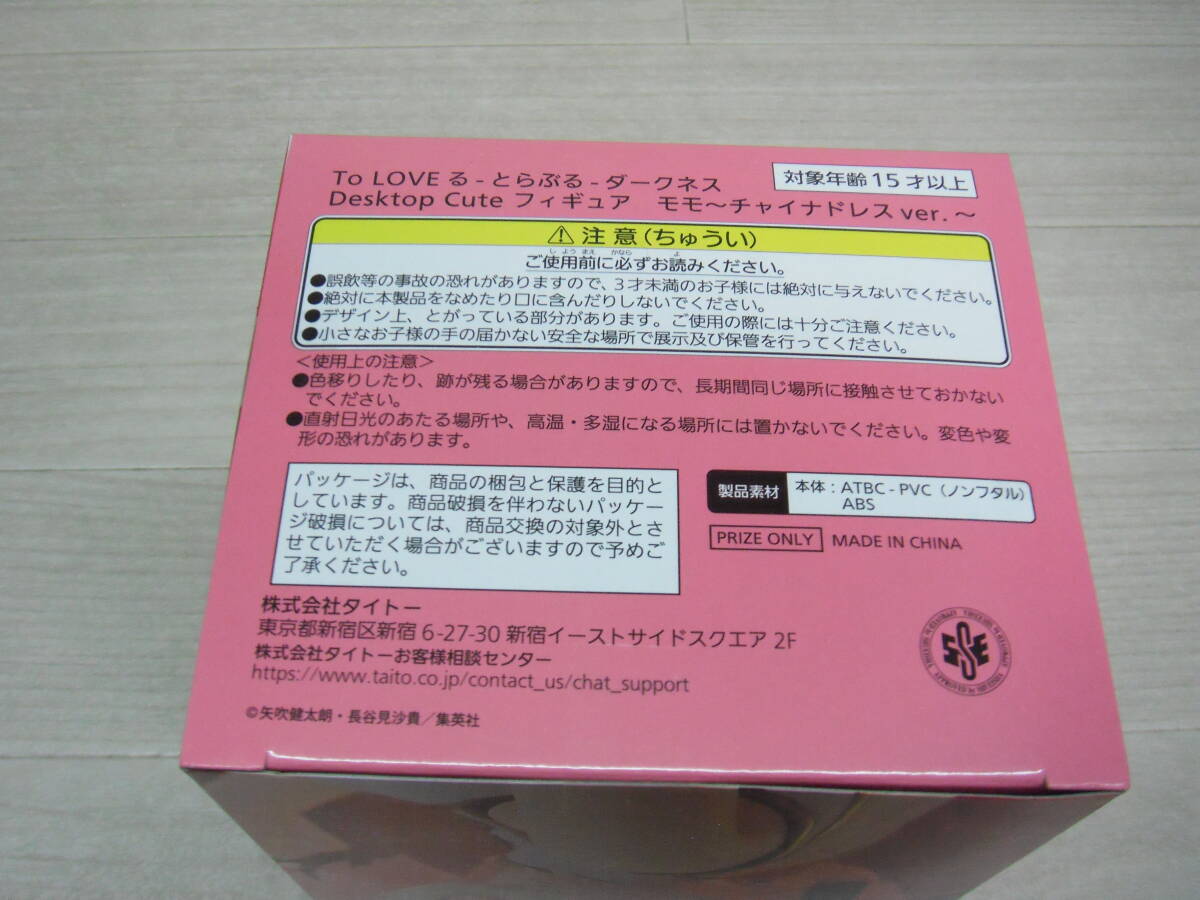 To LOVE る - とらぶる - ダークネス
対象年齢 15 才以上
Desktop Cute フィギュア　モモ～チャイナドレス ver. ～
⚠ 注意(ちゅうい)
ご使用前に必ずお読みください。
●誤飲等の事故の恐れがありますので、3才未満のお子様には絶対に与えないでください。
●絶対に本製品をなめたり口に含んだりしないでください。
●デザイン上、とがっている部分があります。ご使用の際には十分ご注意ください。
●小さなお子様の手の届かない安全な場所で展示及び保管を行ってください。
＜使用上の注意＞
●色移りしたり、跡が残る場合がありますので、長期間同じ場所に接触させておかない
でください。
●直射日光のあたる場所や、高温・多湿になる場所には置かないでください。変色や変
形の恐れがあります。
パッケージは、商品の梱包と保護を目的と
しています。商品破損を伴わないパッケー
ジ破損については、商品交換の対象外とさ
せていただく場合がございますので予めご
了承ください。
製品素材 本体：ATBC - PVC（ノンフタル）
ABS
PRIZE ONLY MADE IN CHINA
株式会社タイトー
東京都新宿区新宿 6-27-30 新宿イーストサイドスクエア 2F
株式会社タイトーお客様相談センター
https://www.taito.co.jp/contact_us/chat_support
©矢吹健太朗・長谷見沙貴／集英社